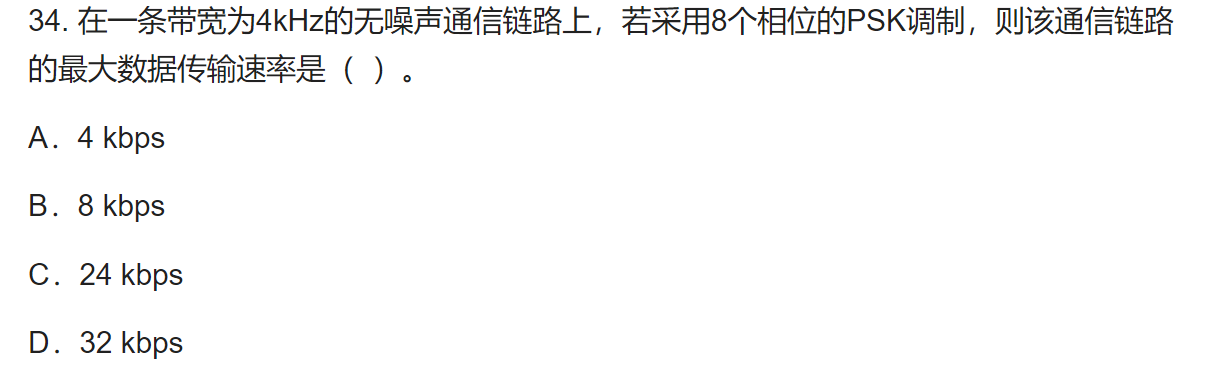 34. 在一条带宽为4kHz的无噪声通信链路上，若采用8个相位的PSK调制，则该通信链路
的最大数据传输速率是（ ）。
A．4 kbps
B．8 kbps
C．24 kbps
D．32 kbps